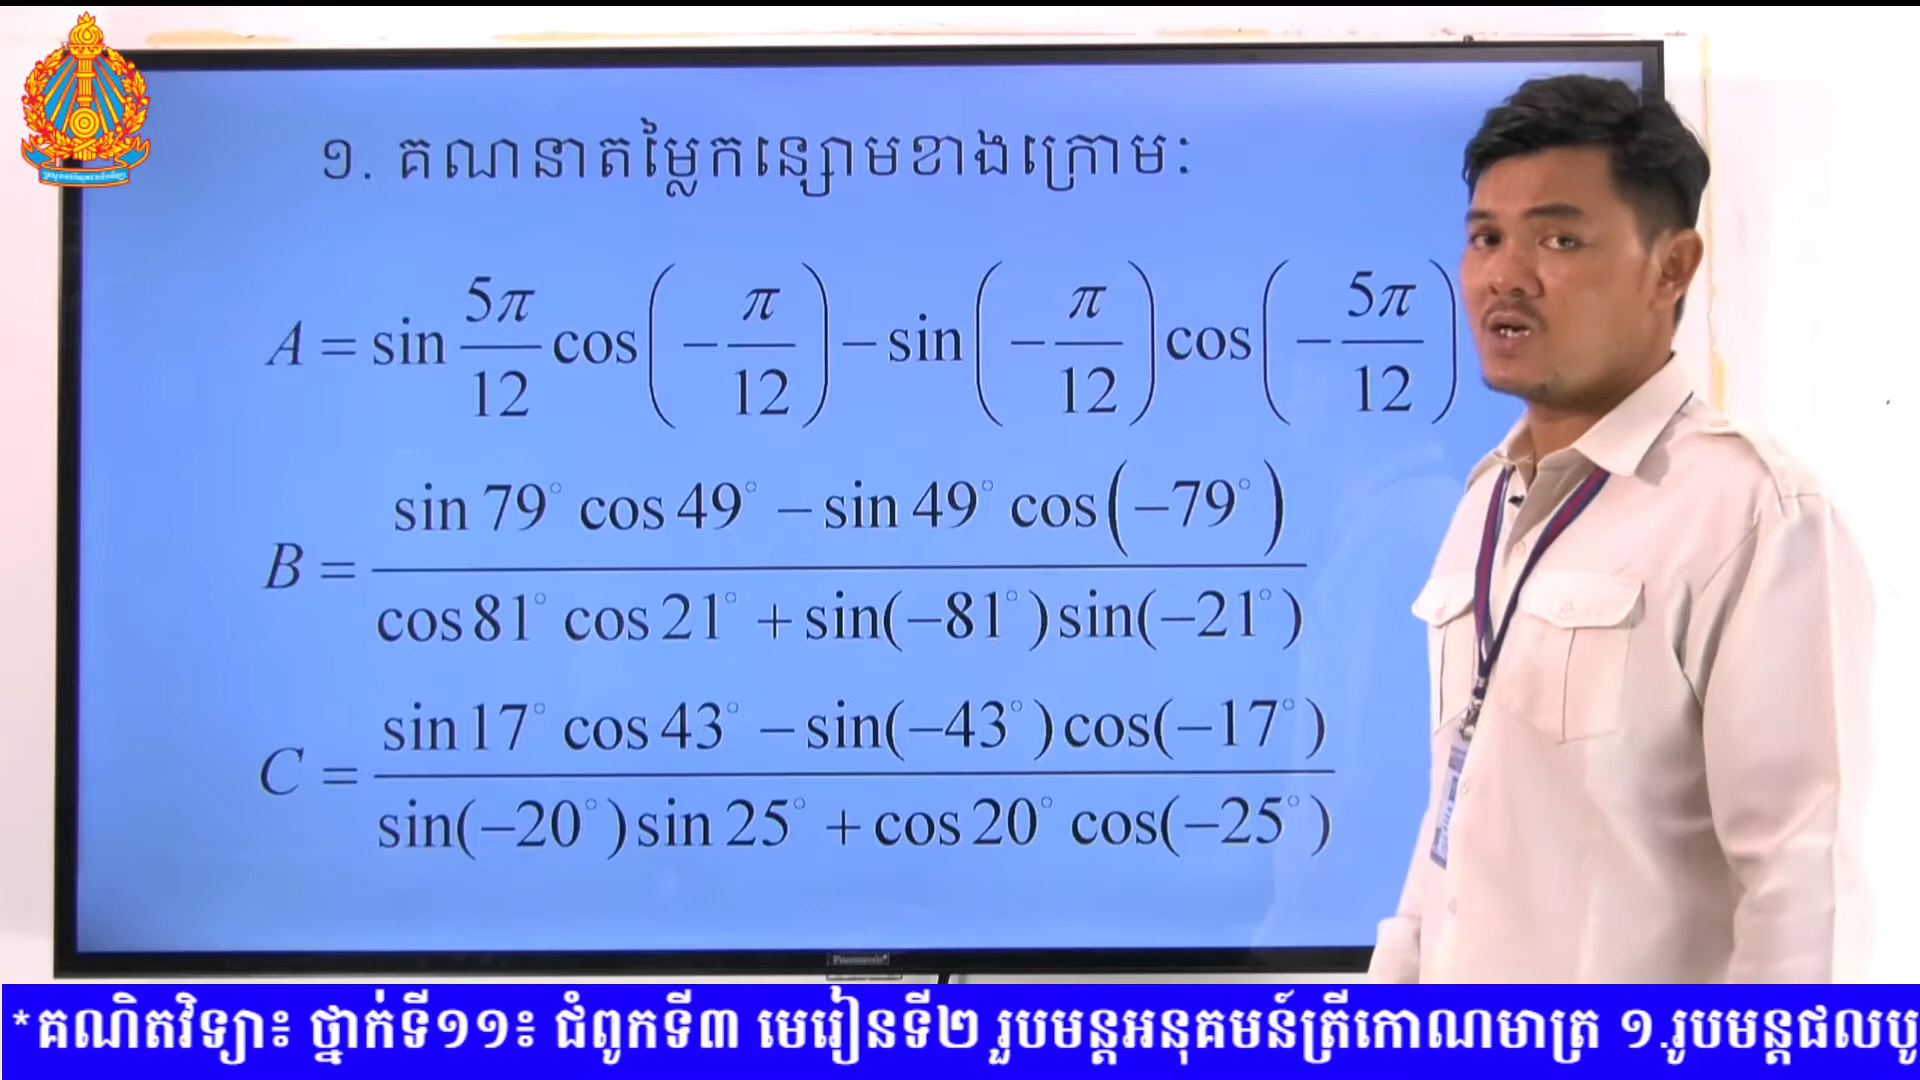 ១. គណនាតម្លៃកន្សោមខាងក្រោមៈ
A = sin 5π/12 cos(−π/12) − sin(−π/12) cos(−5π/12)
B = (sin 79° cos 49° − sin 49° cos(−79°)) / (cos 81° cos 21° + sin(−81°) sin(−21°))
C = (sin 17° cos 43° − sin(−43°) cos(−17°)) / (sin(−20°) sin 25° + cos 20° cos(−25°))
*គណិតវិទ្យា៖ ថ្នាក់ទី១១៖ ជំពូកទី៣ មេរៀនទី២ រួបមន្តអនុគមន៍ត្រីកោណមាត្រ ១.រូបមន្តផលបូ